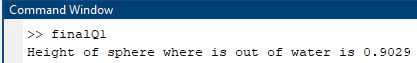 Command Window
>> finalQ1
Height of sphere where is out of water is 0.9029